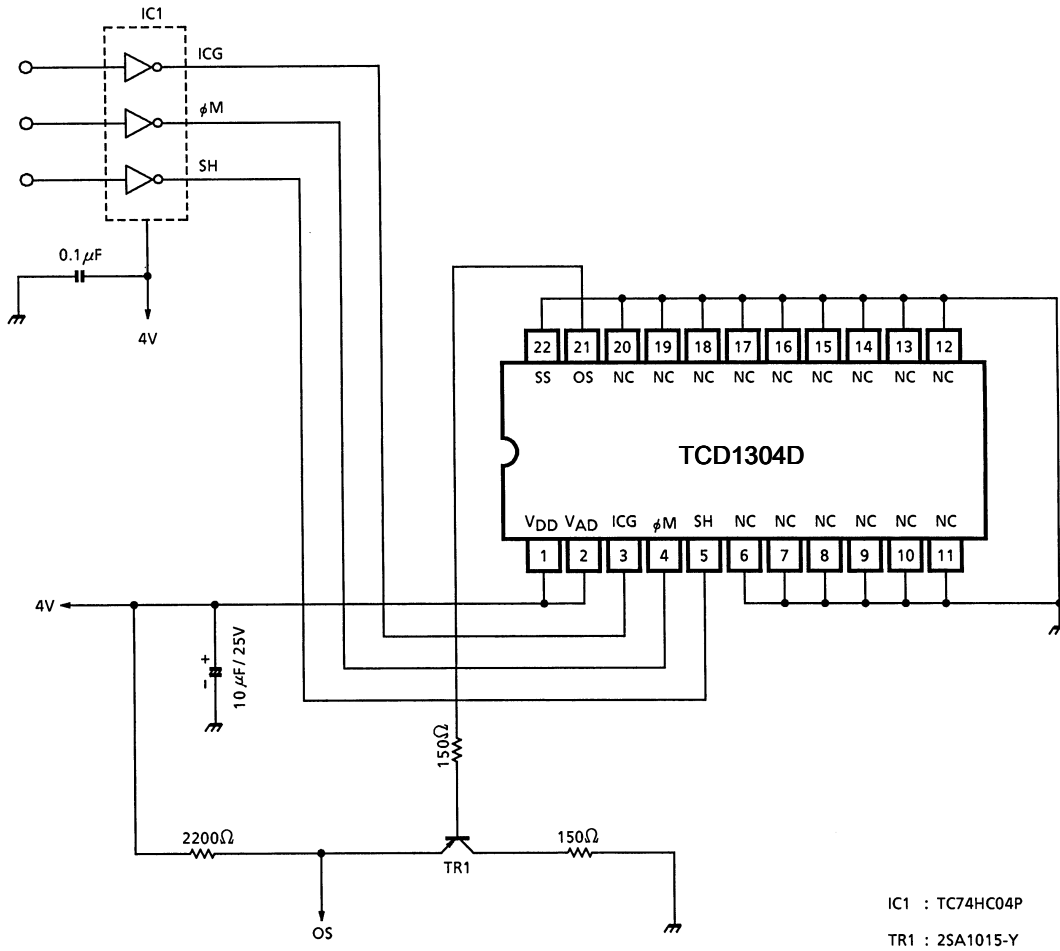 IC1
ICG
φM
SH
0.1μF
4V
22 21 20 19 18 17 16 15 14 13 12
SS OS NC NC NC NC NC NC NC NC NC
TCD1304D
VDD VAD ICG φM SH NC NC NC NC NC NC
1 2 3 4 5 6 7 8 9 10 11
4V
+
-
10μF/25V
150Ω
2200Ω
150Ω
TR1
OS
IC1 : TC74HC04P
TR1 : 2SA1015-Y